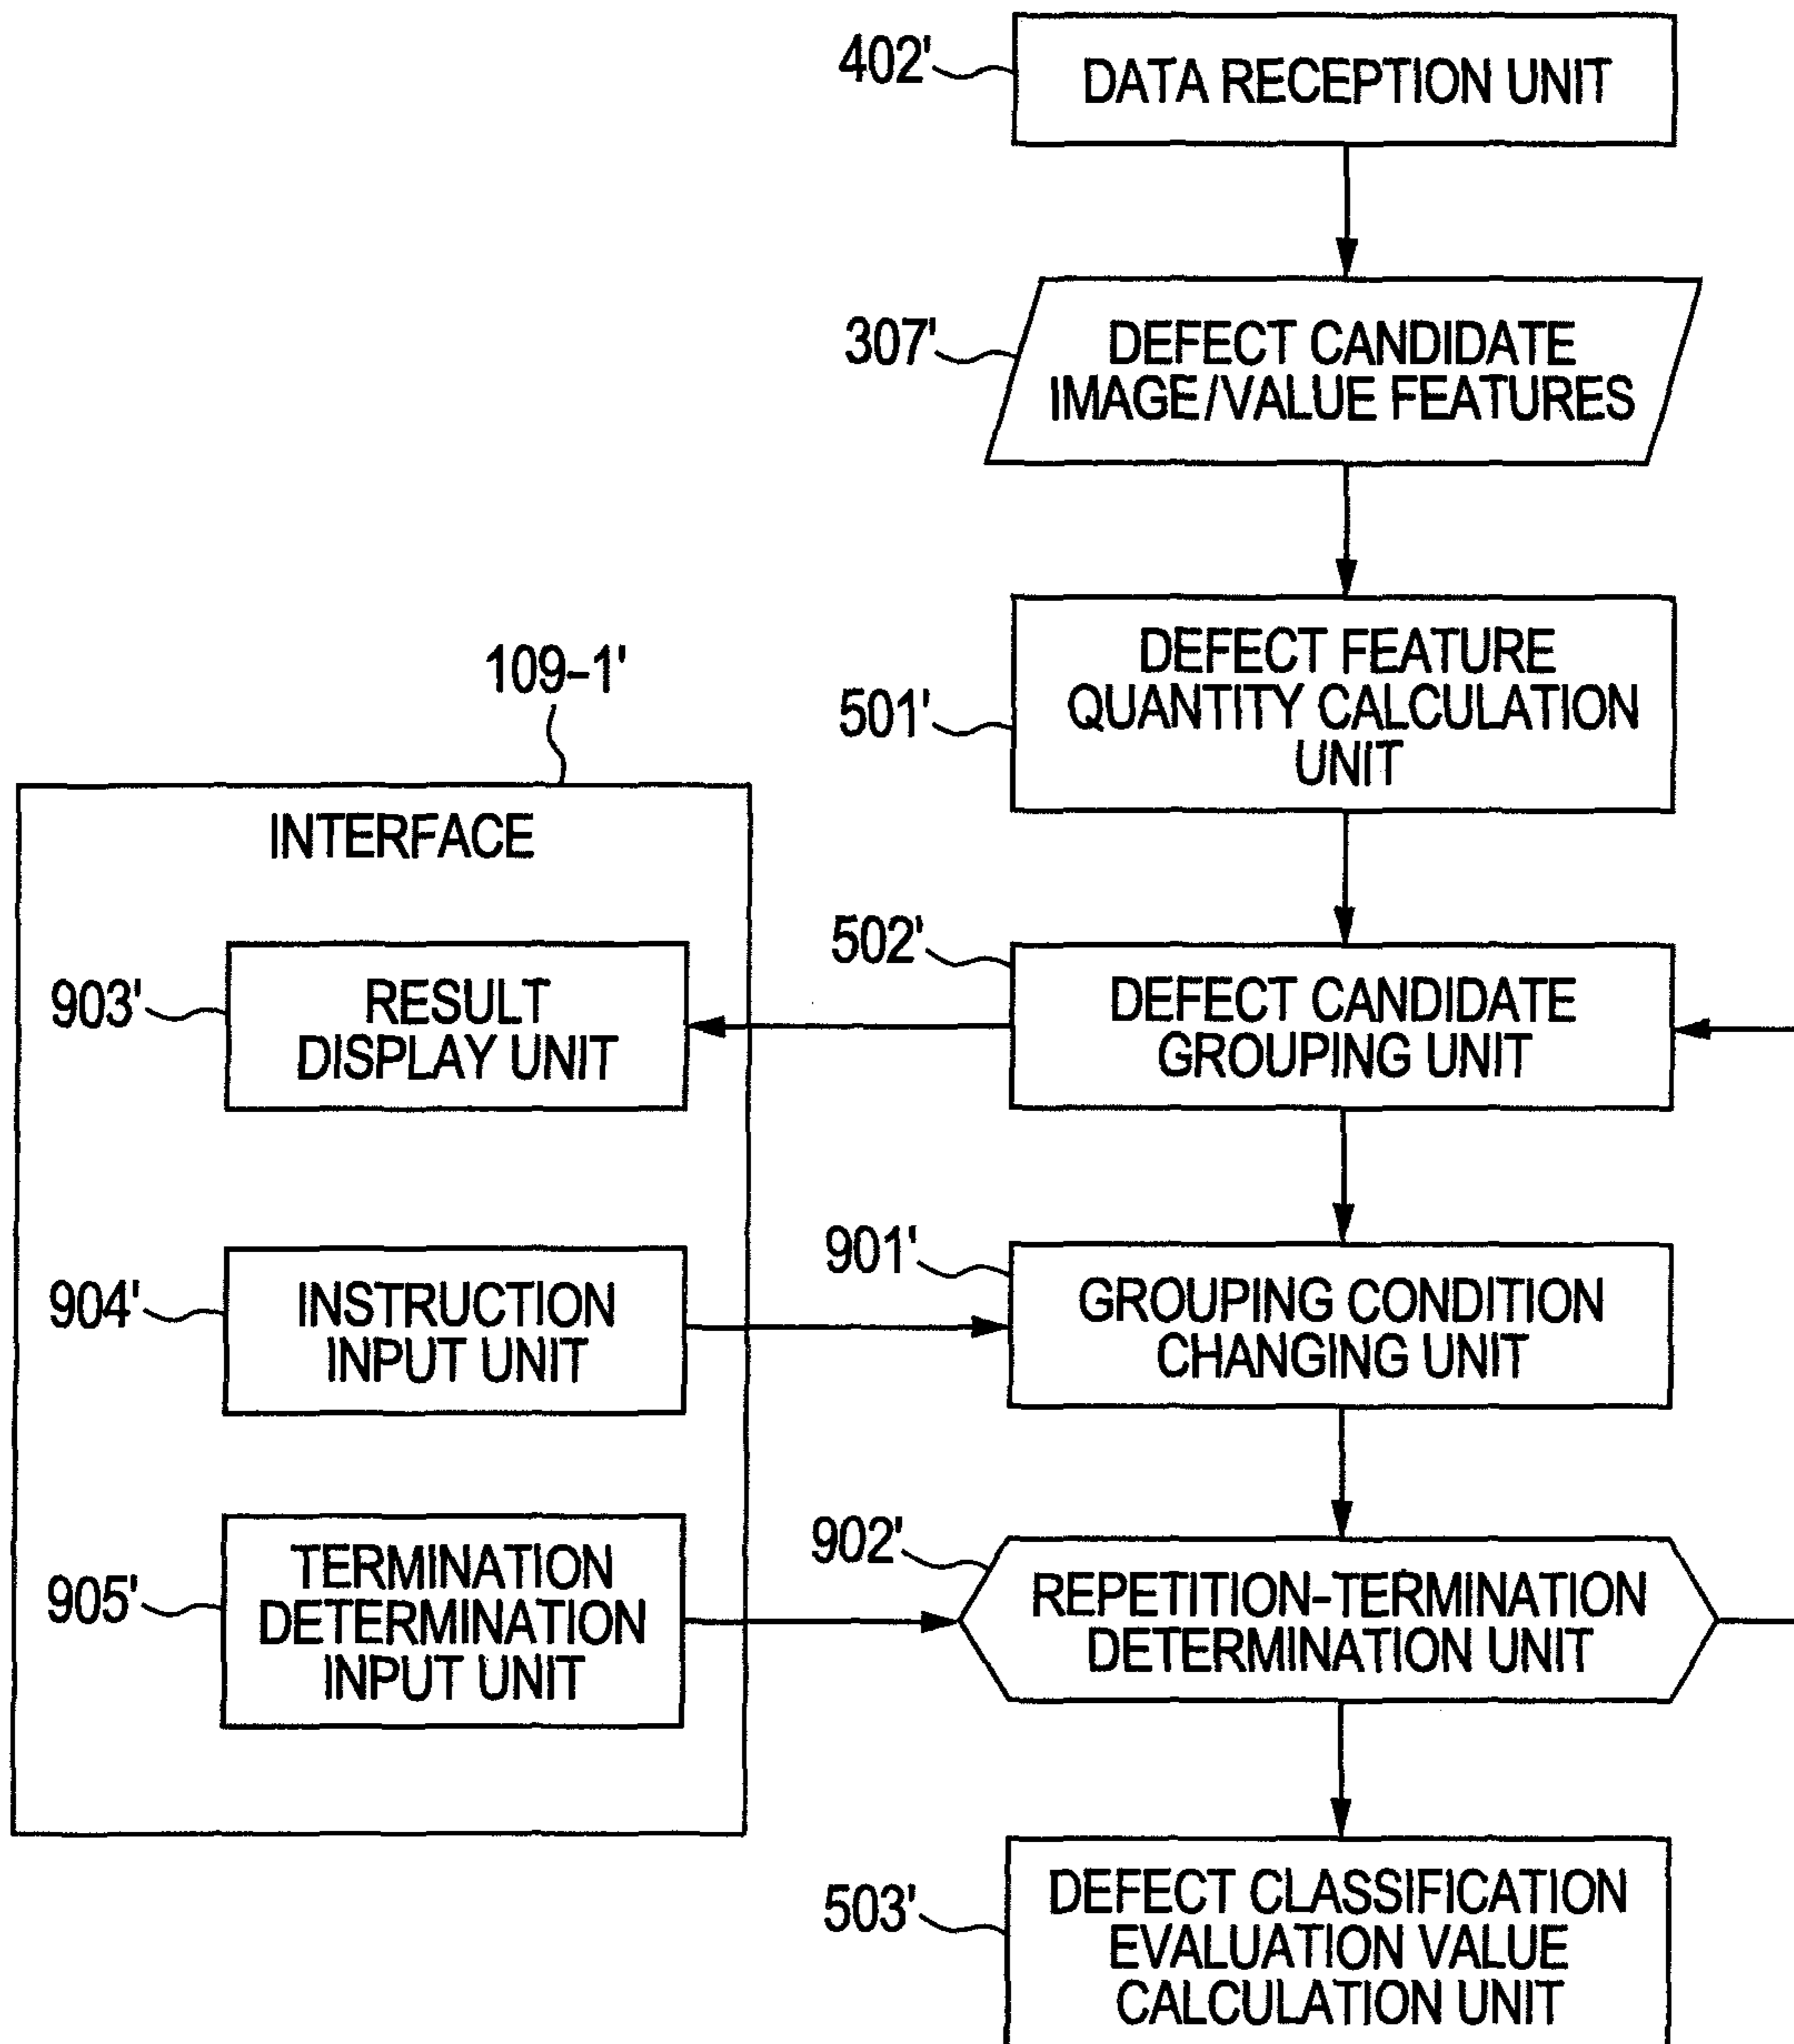 402'
DATA RECEPTION UNIT
307'
DEFECT CANDIDATE
IMAGE/VALUE FEATURES
501'
DEFECT FEATURE
QUANTITY CALCULATION
UNIT
109-1'
INTERFACE
502'
DEFECT CANDIDATE
GROUPING UNIT
903'
RESULT
DISPLAY UNIT
901'
GROUPING CONDITION
CHANGING UNIT
904'
INSTRUCTION
INPUT UNIT
902'
REPETITION-TERMINATION
DETERMINATION UNIT
905'
TERMINATION
DETERMINATION
INPUT UNIT
503'
DEFECT CLASSIFICATION
EVALUATION VALUE
CALCULATION UNIT